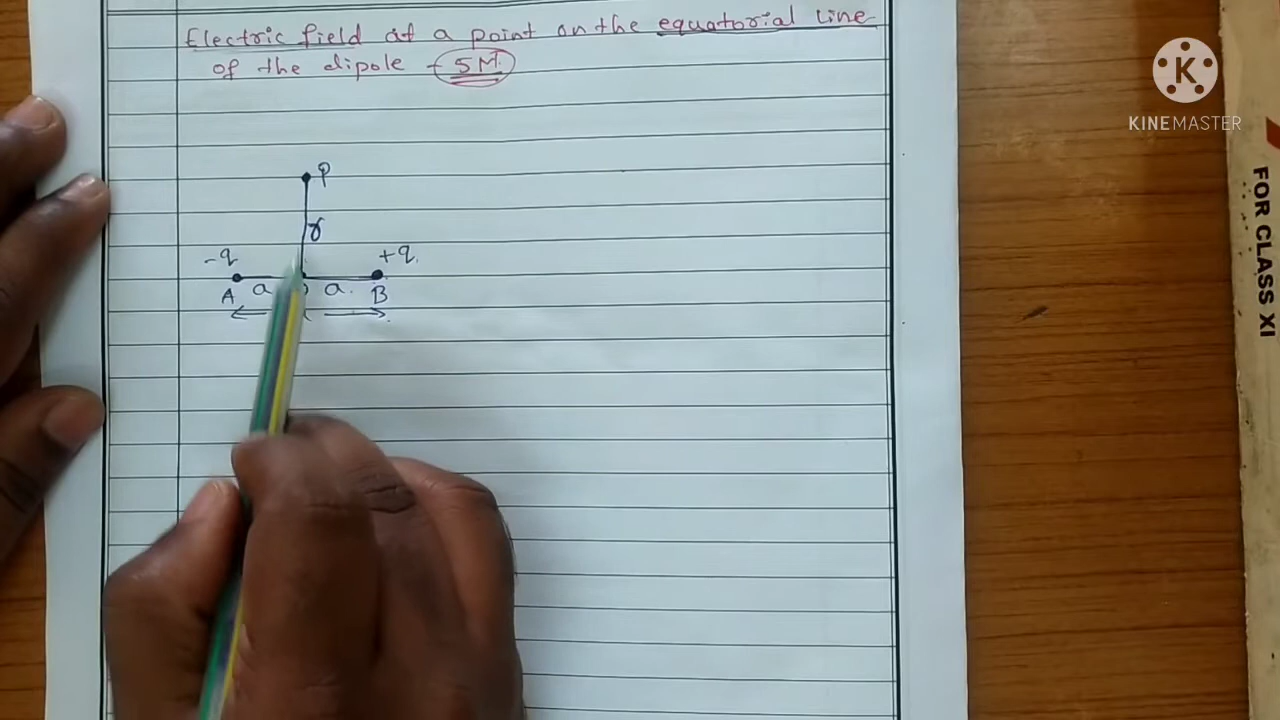 Electric field at a point on the equatorial line
of the dipole - 5M
KINEMASTER
P
r
-q
+q
A a a B
FOR CLASS XI